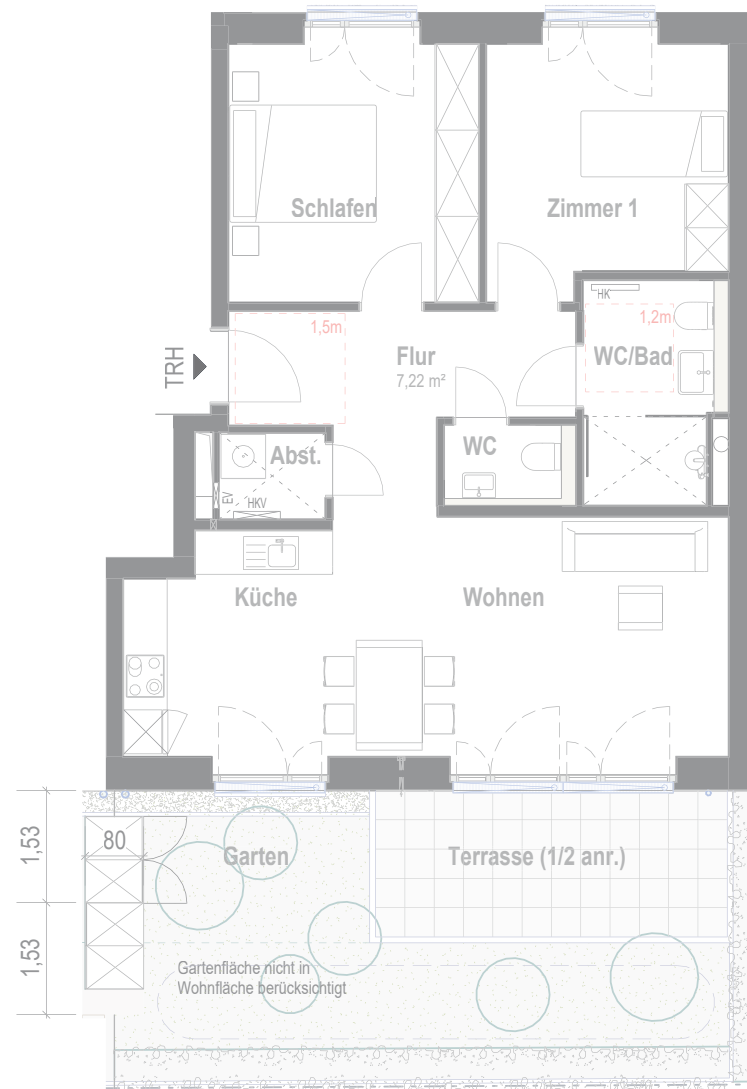 Schlafen
Zimmer 1
HK
1,5m
1,2m
TRH
Flur
7,22 m²
WC/Bad
WC
Abst.
EV
HKV
Küche
Wohnen
1,53
80
Garten
Terrasse (1/2 anr.)
1,53
Gartenfläche nicht in
Wohnfläche berücksichtigt